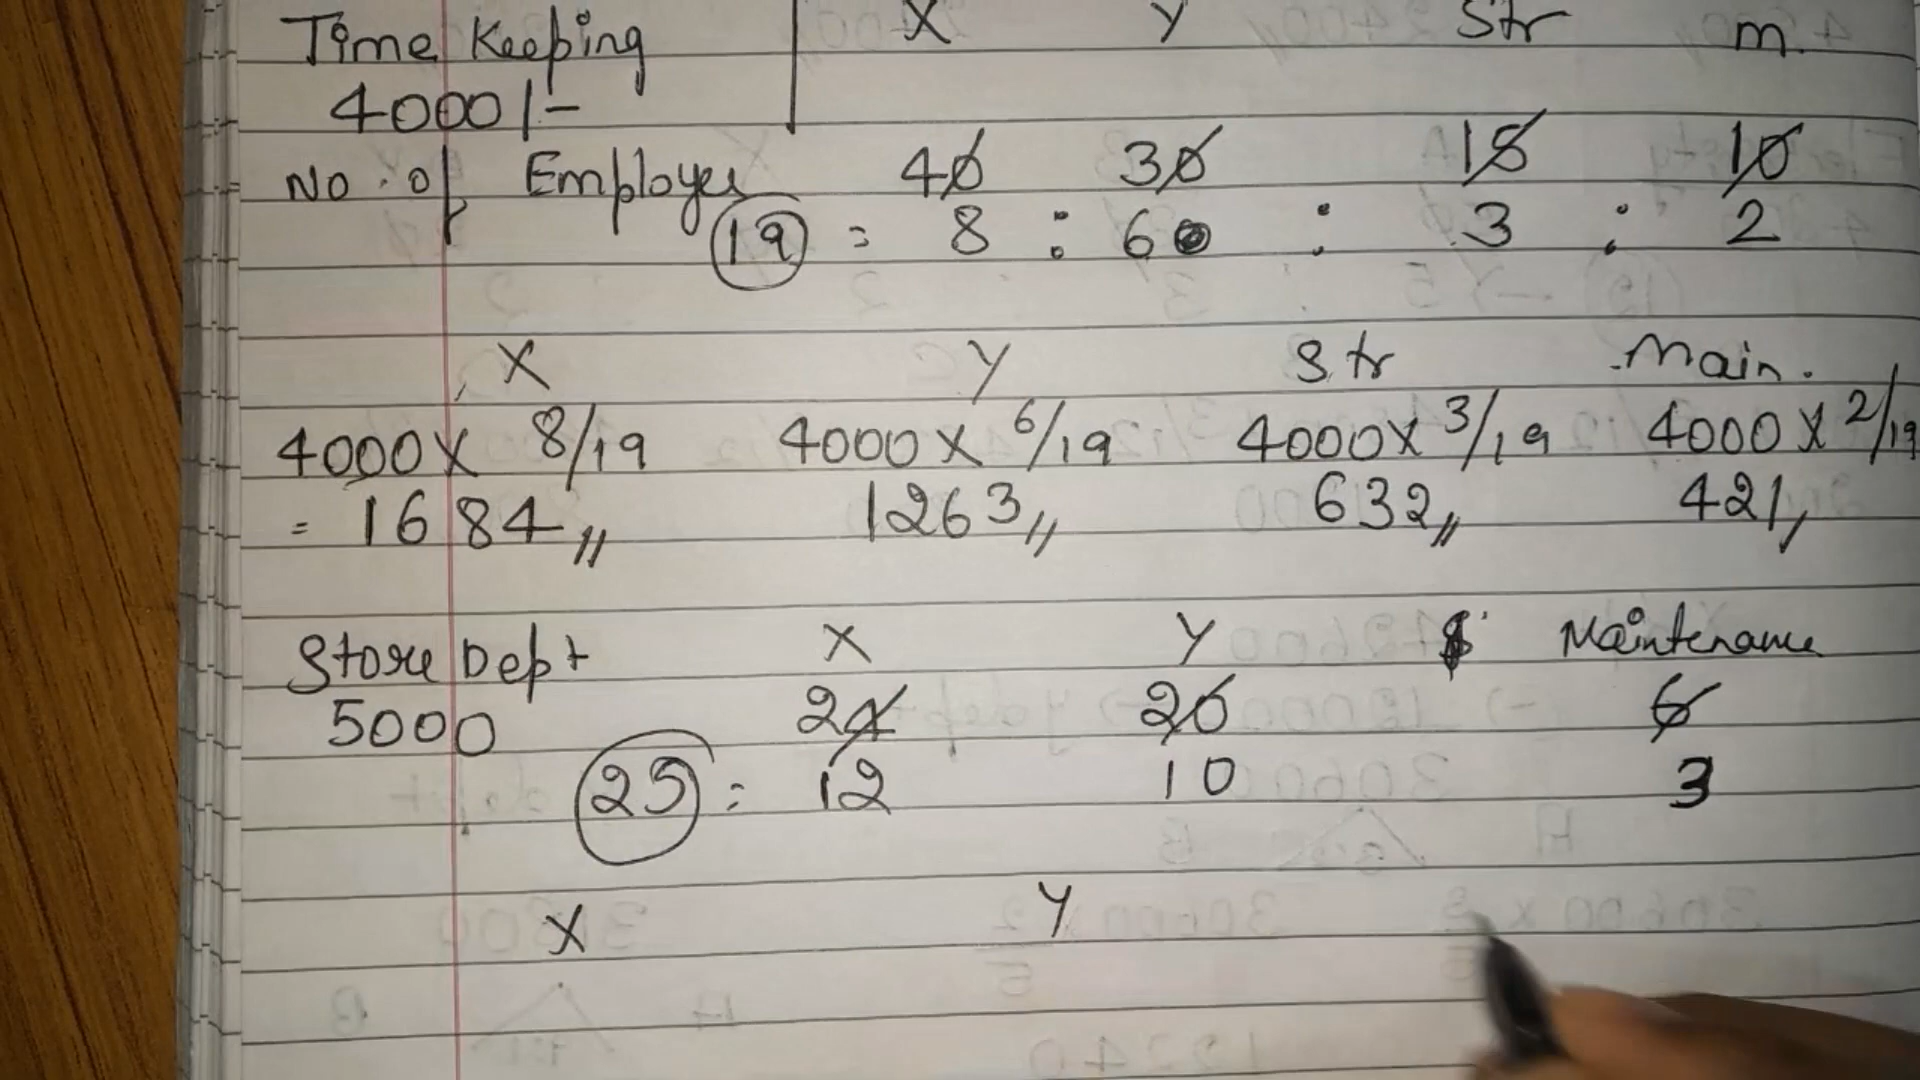 Time Keeping X Y Str m.
4000/-
No. of Employee 40 30 15 10
19 = 8 : 6 : 3 : 2
X Y Str Main.
4000 X 8/19 4000 X 6/19 4000 X 3/19 4000 X 2/19
= 1684,, 1263,, 632,, 421,
Store Dept X Y Maintenance
5000 24 20 6
25 = 12 10 3
X Y